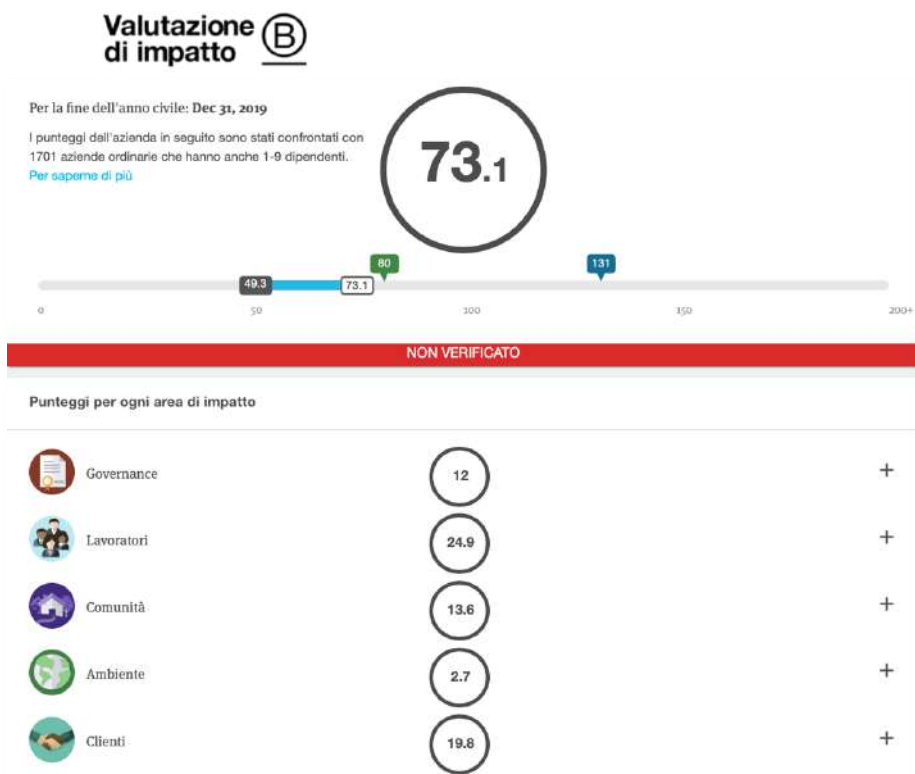 Valutazione
di impatto B
Per la fine dell'anno civile: Dec 31, 2019
I punteggi dell'azienda in seguito sono stati confrontati con
1701 aziende ordinarie che hanno anche 1-9 dipendenti.
Per saperne di più
73.1
80
131
49.3
73.1
0
50
100
150
200+
NON VERIFICATO
Punteggi per ogni area di impatto
Governance
12
+
Lavoratori
24.9
+
Comunità
13.6
+
Ambiente
2.7
+
Clienti
19.8
+